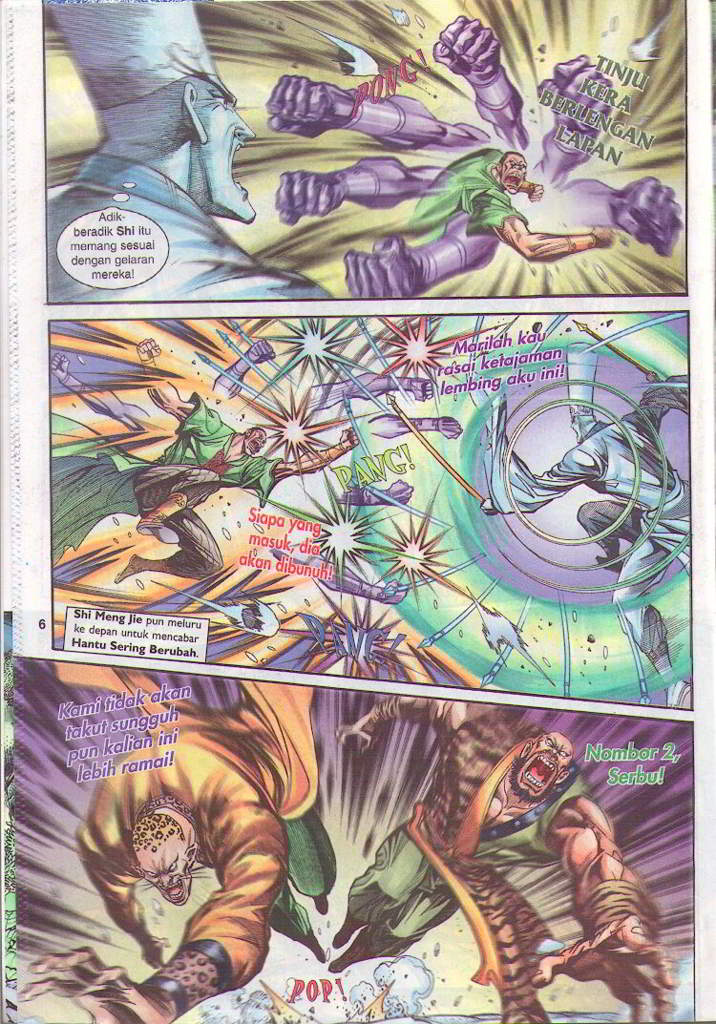 PONG!
TINJU
KERA
BERLENGAN
LAPAN
Adik-
beradik Shi itu
memang sesuai
dengan gelaran
mereka!
Marilah kau
rasai ketajaman
lembing aku ini!
PANG!
Siapa yang
masuk, dia
akan dibunuh!
Shi Meng Jie pun meluru
ke depan untuk mencabar
Hantu Sering Berubah.
PANG!
6
Kami tidak akan
takut sungguh
pun kalian ini
lebih ramai!
Nombor 2,
Serbu!
POP!